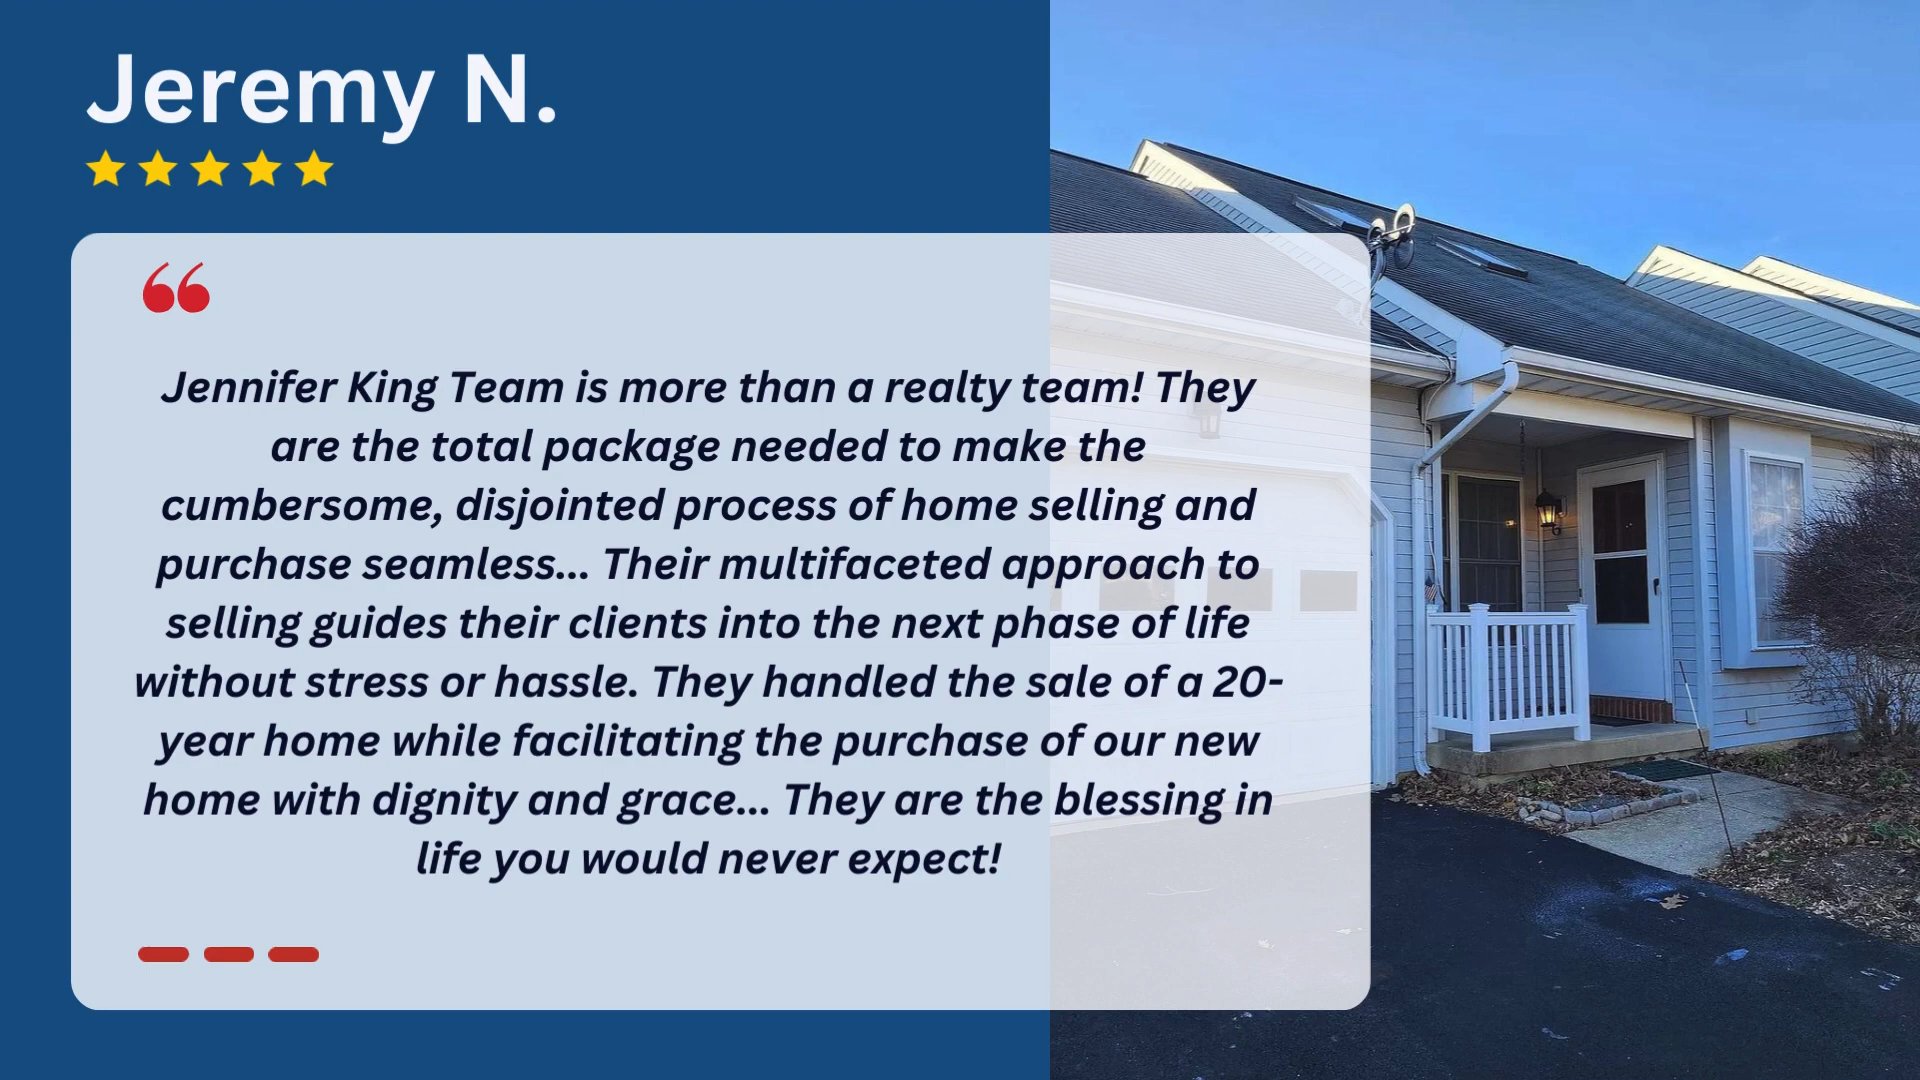 Jeremy N.
Jennifer King Team is more than a realty team! They
are the total package needed to make the
cumbersome, disjointed process of home selling and
purchase seamless... Their multifaceted approach to
selling guides their clients into the next phase of life
without stress or hassle. They handled the sale of a 20-
year home while facilitating the purchase of our new
home with dignity and grace... They are the blessing in
life you would never expect!